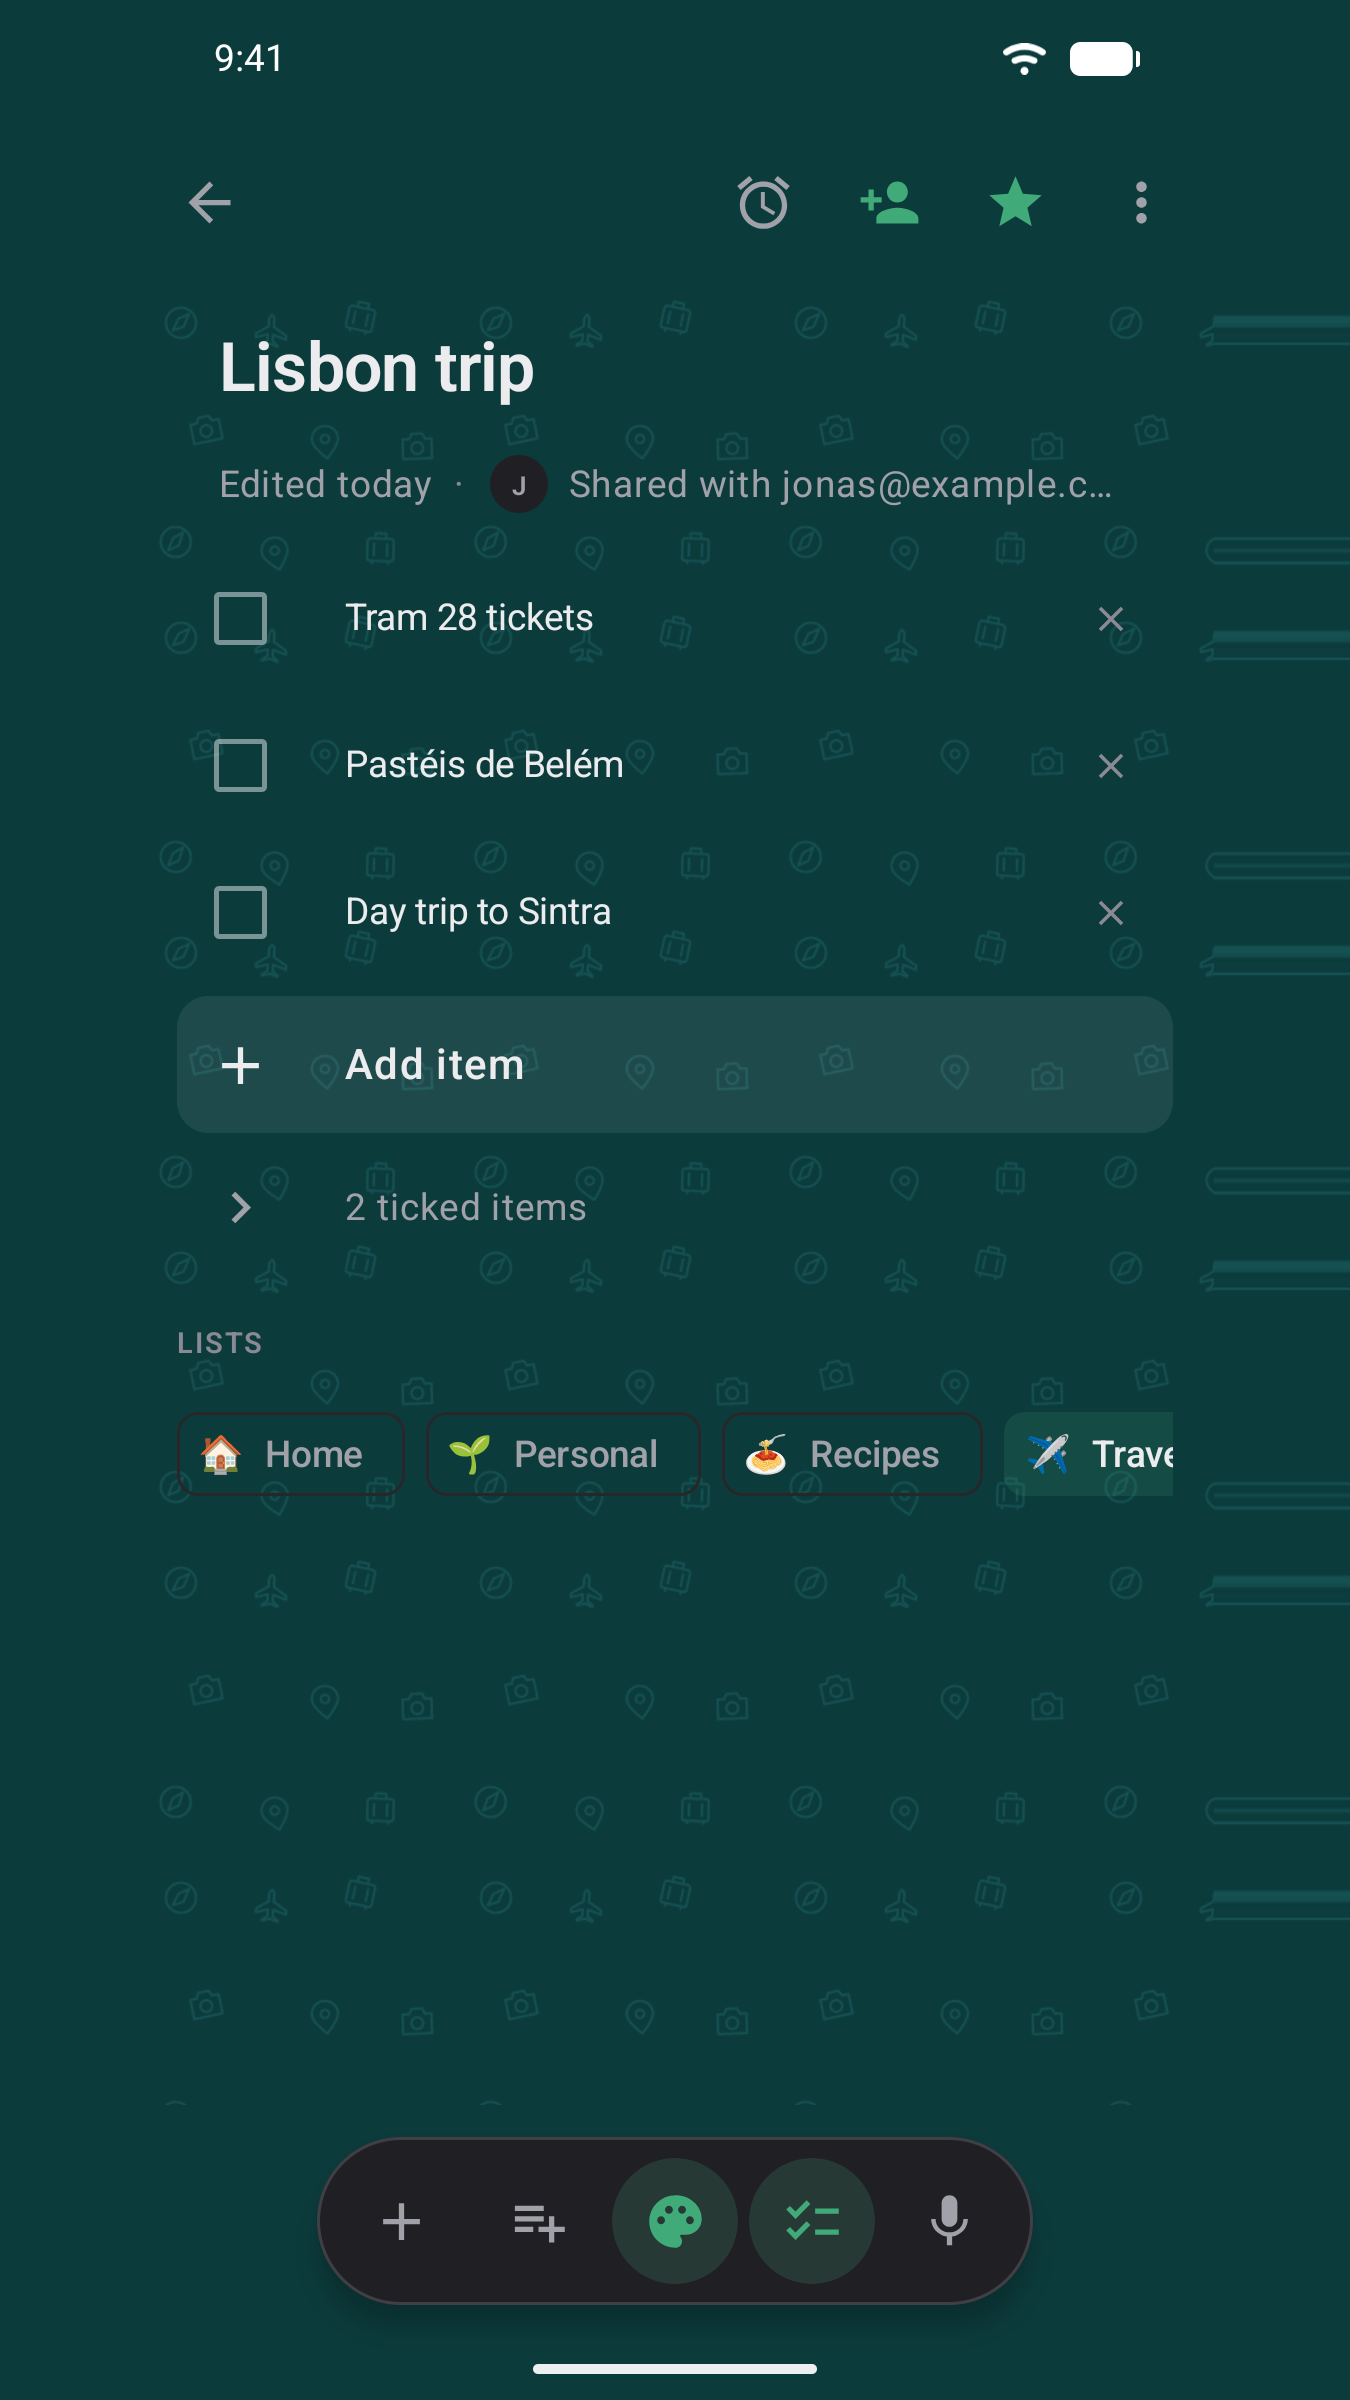 9:41
Lisbon trip
Edited today · J Shared with jonas@example.c...
Tram 28 tickets
Pastéis de Belém
Day trip to Sintra
Add item
2 ticked items
LISTS
Home Personal Recipes Trave